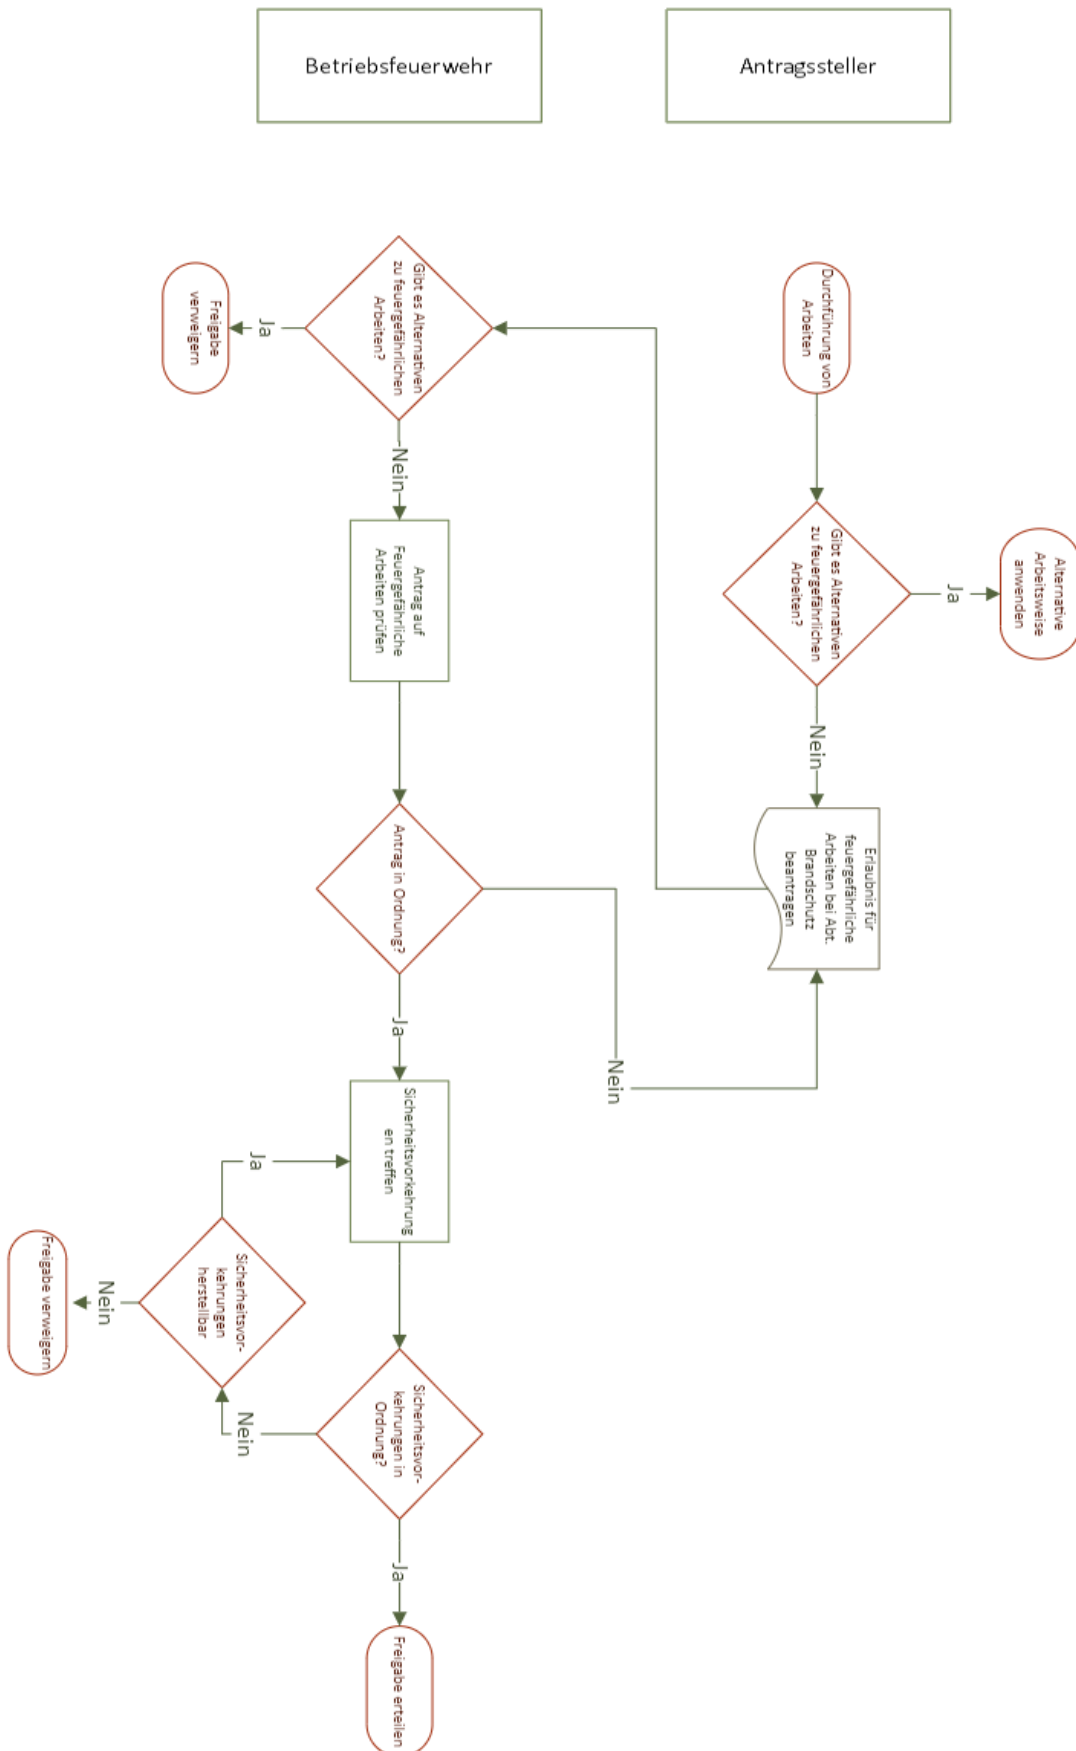 Antragssteller
Betriebsfeuerwehr
Durchführung von
Arbeiten
Gibt es Alternativen
zu feuergefährlichen
Arbeiten?
Ja
Alternative
Arbeitsweise
anwenden
Nein
Erlaubnis für
feuergefährliche
Arbeiten bei Abt.
Brandschutz
beantragen
Gibt es Alternativen
zu feuergefährlichen
Arbeiten?
Ja
Freigabe
verweigern
Nein
Antrag auf
Feuergefährliche
Arbeiten prüfen
Antrag in Ordnung?
Nein
Ja
Sicherheitsvorkehrung
en treffen
Sicherheitsvor-
kehrungen in
Ordnung?
Nein
Sicherheitsvor-
kehrungen
herstellbar
Ja
Nein
Freigabe verweigern
Ja
Freigabe erteilen